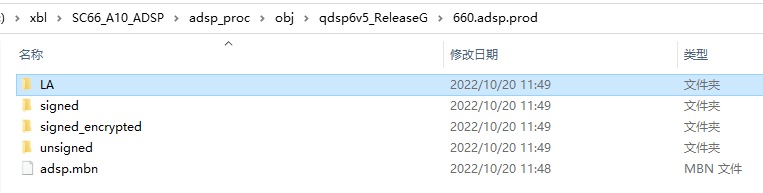 ) › xbl › SC66_A10_ADSP › adsp_proc › obj › qdsp6v5_ReleaseG › 660.adsp.prod
名称 修改日期 类型
LA 2022/10/20 11:49 文件夹
signed 2022/10/20 11:49 文件夹
signed_encrypted 2022/10/20 11:49 文件夹
unsigned 2022/10/20 11:49 文件夹
adsp.mbn 2022/10/20 11:48 MBN 文件